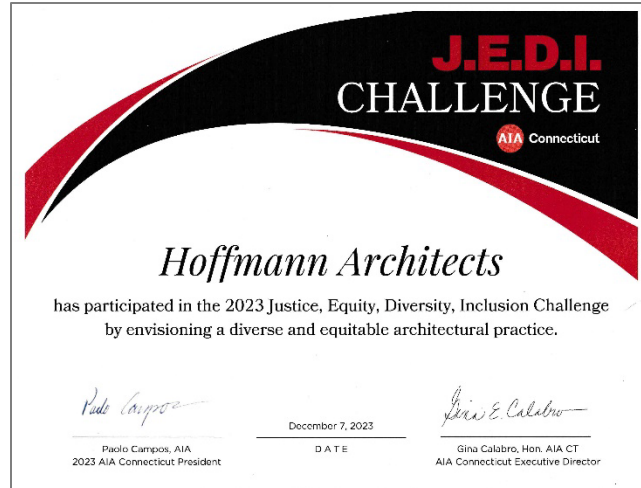 J.E.D.I.
CHALLENGE
AIA Connecticut
Hoffmann Architects
has participated in the 2023 Justice, Equity, Diversity, Inclusion Challenge
by envisioning a diverse and equitable architectural practice.
Paolo Campos
Gina E. Calabro
December 7, 2023
Paolo Campos, AIA
2023 AIA Connecticut President
DATE
Gina Calabro, Hon. AIA CT
AIA Connecticut Executive Director